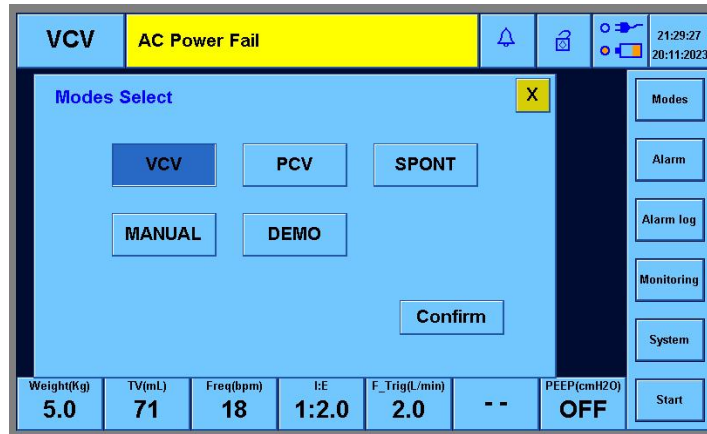 VCV
AC Power Fail
21:29:27
20:11:2023
Modes Select
X
VCV
PCV
SPONT
MANUAL
DEMO
Confirm
Modes
Alarm
Alarm log
Monitoring
System
Start
Weight(Kg)
5.0
TV(mL)
71
Freq(bpm)
18
I:E
1:2.0
F_Trig(L/min)
2.0
- -
PEEP(cmH2O)
OFF